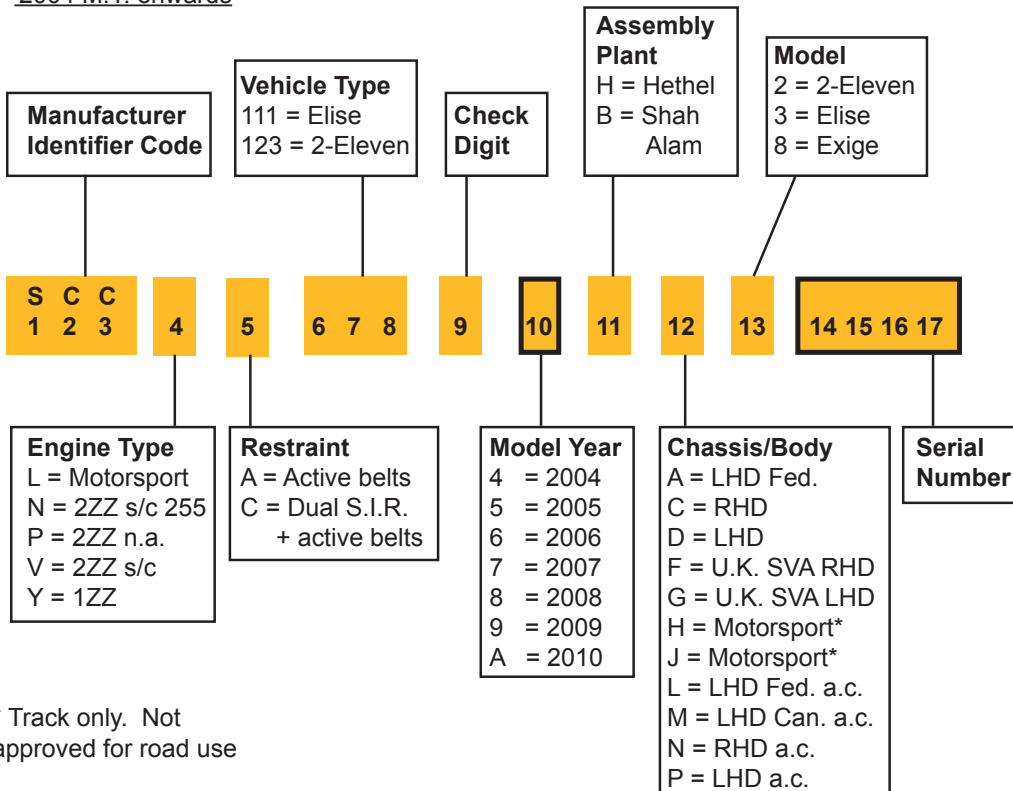 2004 M.Y. onwards
Assembly
Plant
H = Hethel
B = Shah
Alam
Model
2 = 2-Eleven
3 = Elise
8 = Exige
Vehicle Type
111 = Elise
123 = 2-Eleven
Manufacturer
Identifier Code
Check
Digit
S C C
1 2 3 4 5 6 7 8 9 10 11 12 13 14 15 16 17
Engine Type
L = Motorsport
N = 2ZZ s/c 255
P = 2ZZ n.a.
V = 2ZZ s/c
Y = 1ZZ
Restraint
A = Active belts
C = Dual S.I.R.
+ active belts
Model Year
4 = 2004
5 = 2005
6 = 2006
7 = 2007
8 = 2008
9 = 2009
A = 2010
Chassis/Body
A = LHD Fed.
C = RHD
D = LHD
F = U.K. SVA RHD
G = U.K. SVA LHD
H = Motorsport*
J = Motorsport*
L = LHD Fed. a.c.
M = LHD Can. a.c.
N = RHD a.c.
P = LHD a.c.
Serial
Number
* Track only. Not
approved for road use